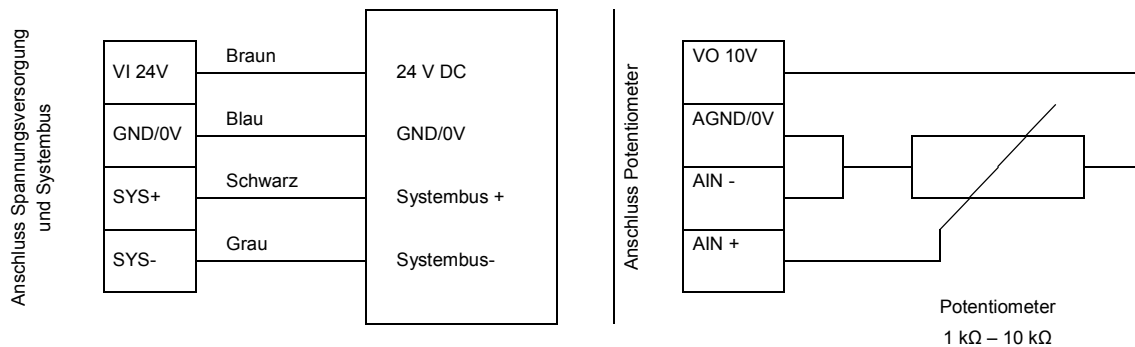 Anschluss Spannungsversorgung
und Systembus
VI 24V
Braun
24 V DC
GND/0V
Blau
GND/0V
SYS+
Schwarz
Systembus +
SYS-
Grau
Systembus-
Anschluss Potentiometer
VO 10V
AGND/0V
AIN -
AIN +
Potentiometer
1 kΩ – 10 kΩ